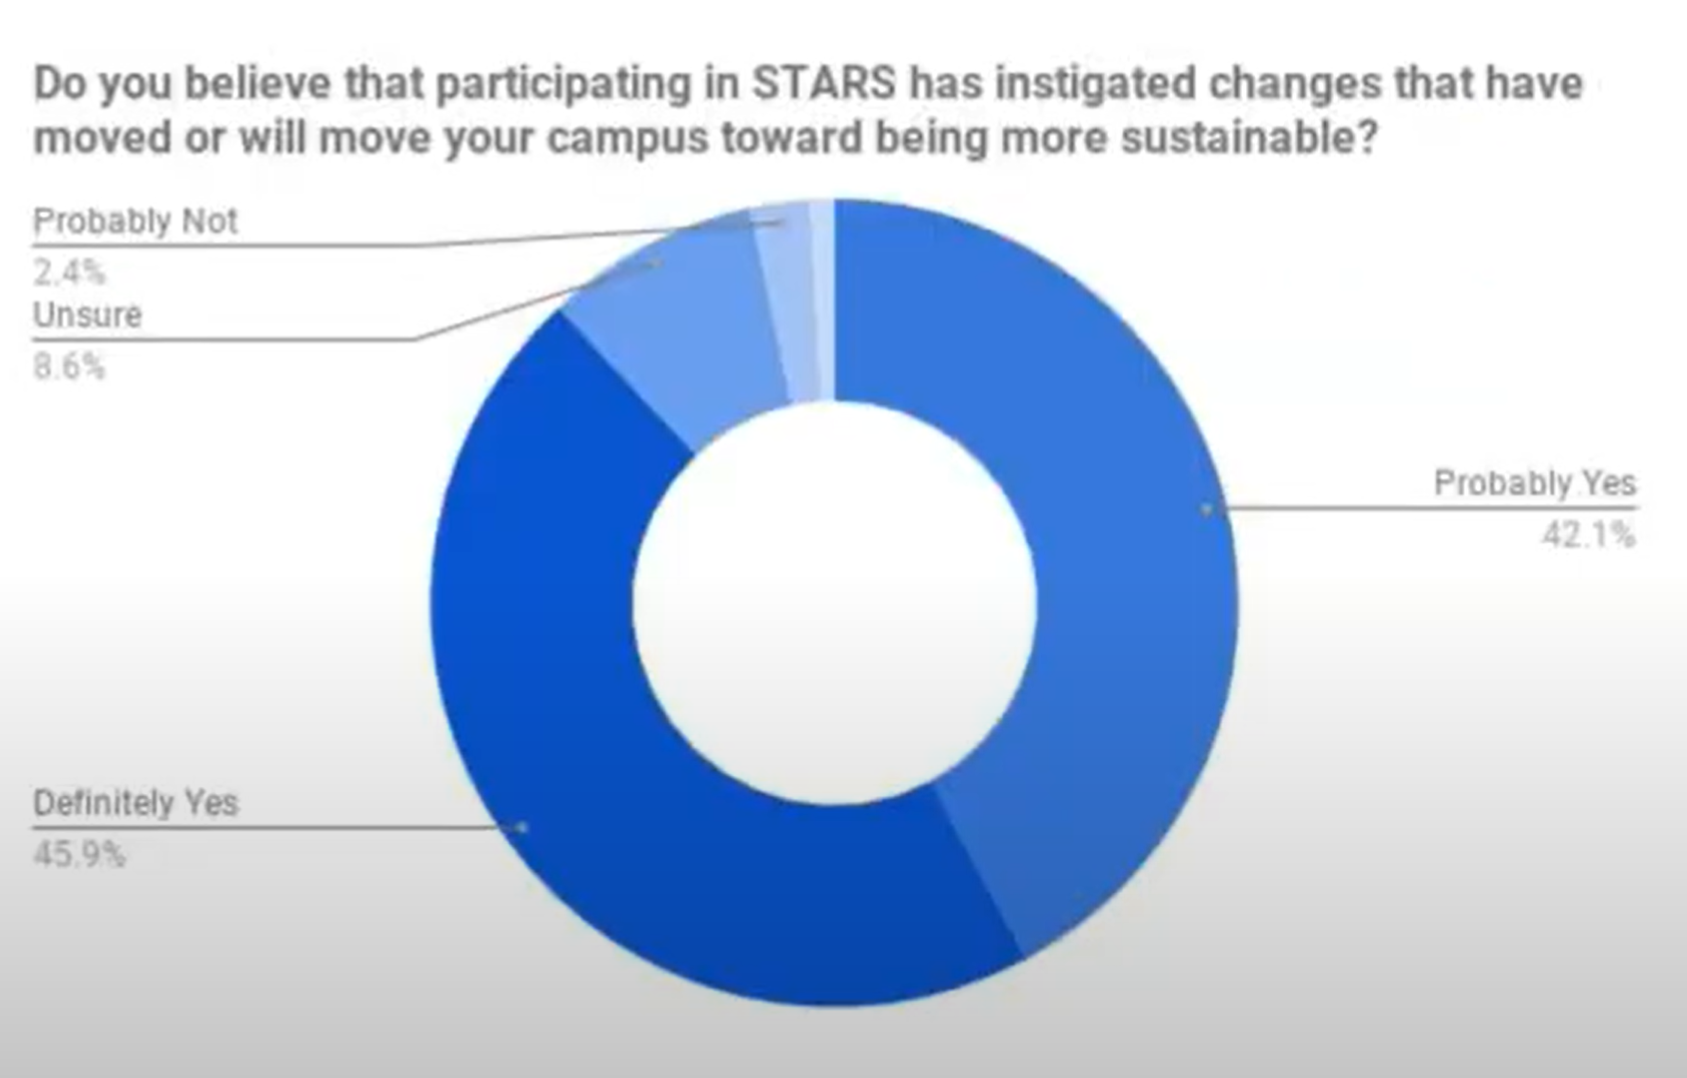 Do you believe that participating in STARS has instigated changes that have
moved or will move your campus toward being more sustainable?
Probably Not
2.4%
Unsure
8.6%
Probably Yes
42.1%
Definitely Yes
45.9%